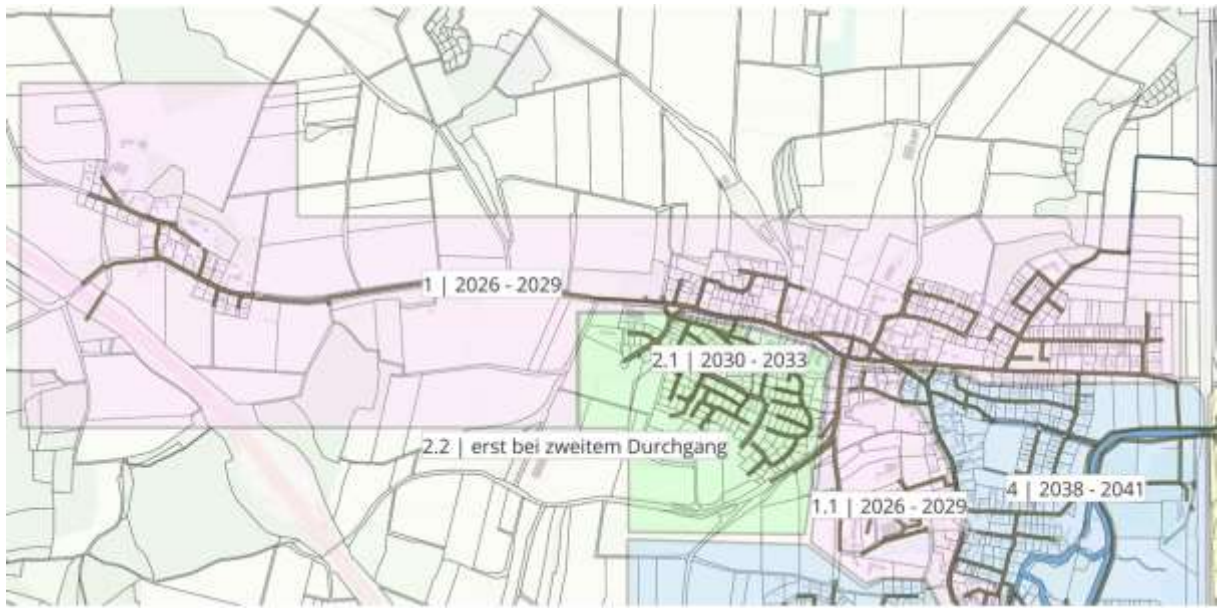 1 | 2026 - 2029
2.1 | 2030 - 2033
2.2 | erst bei zweitem Durchgang
4 | 2038 - 2041
1.1 | 2026 - 2029